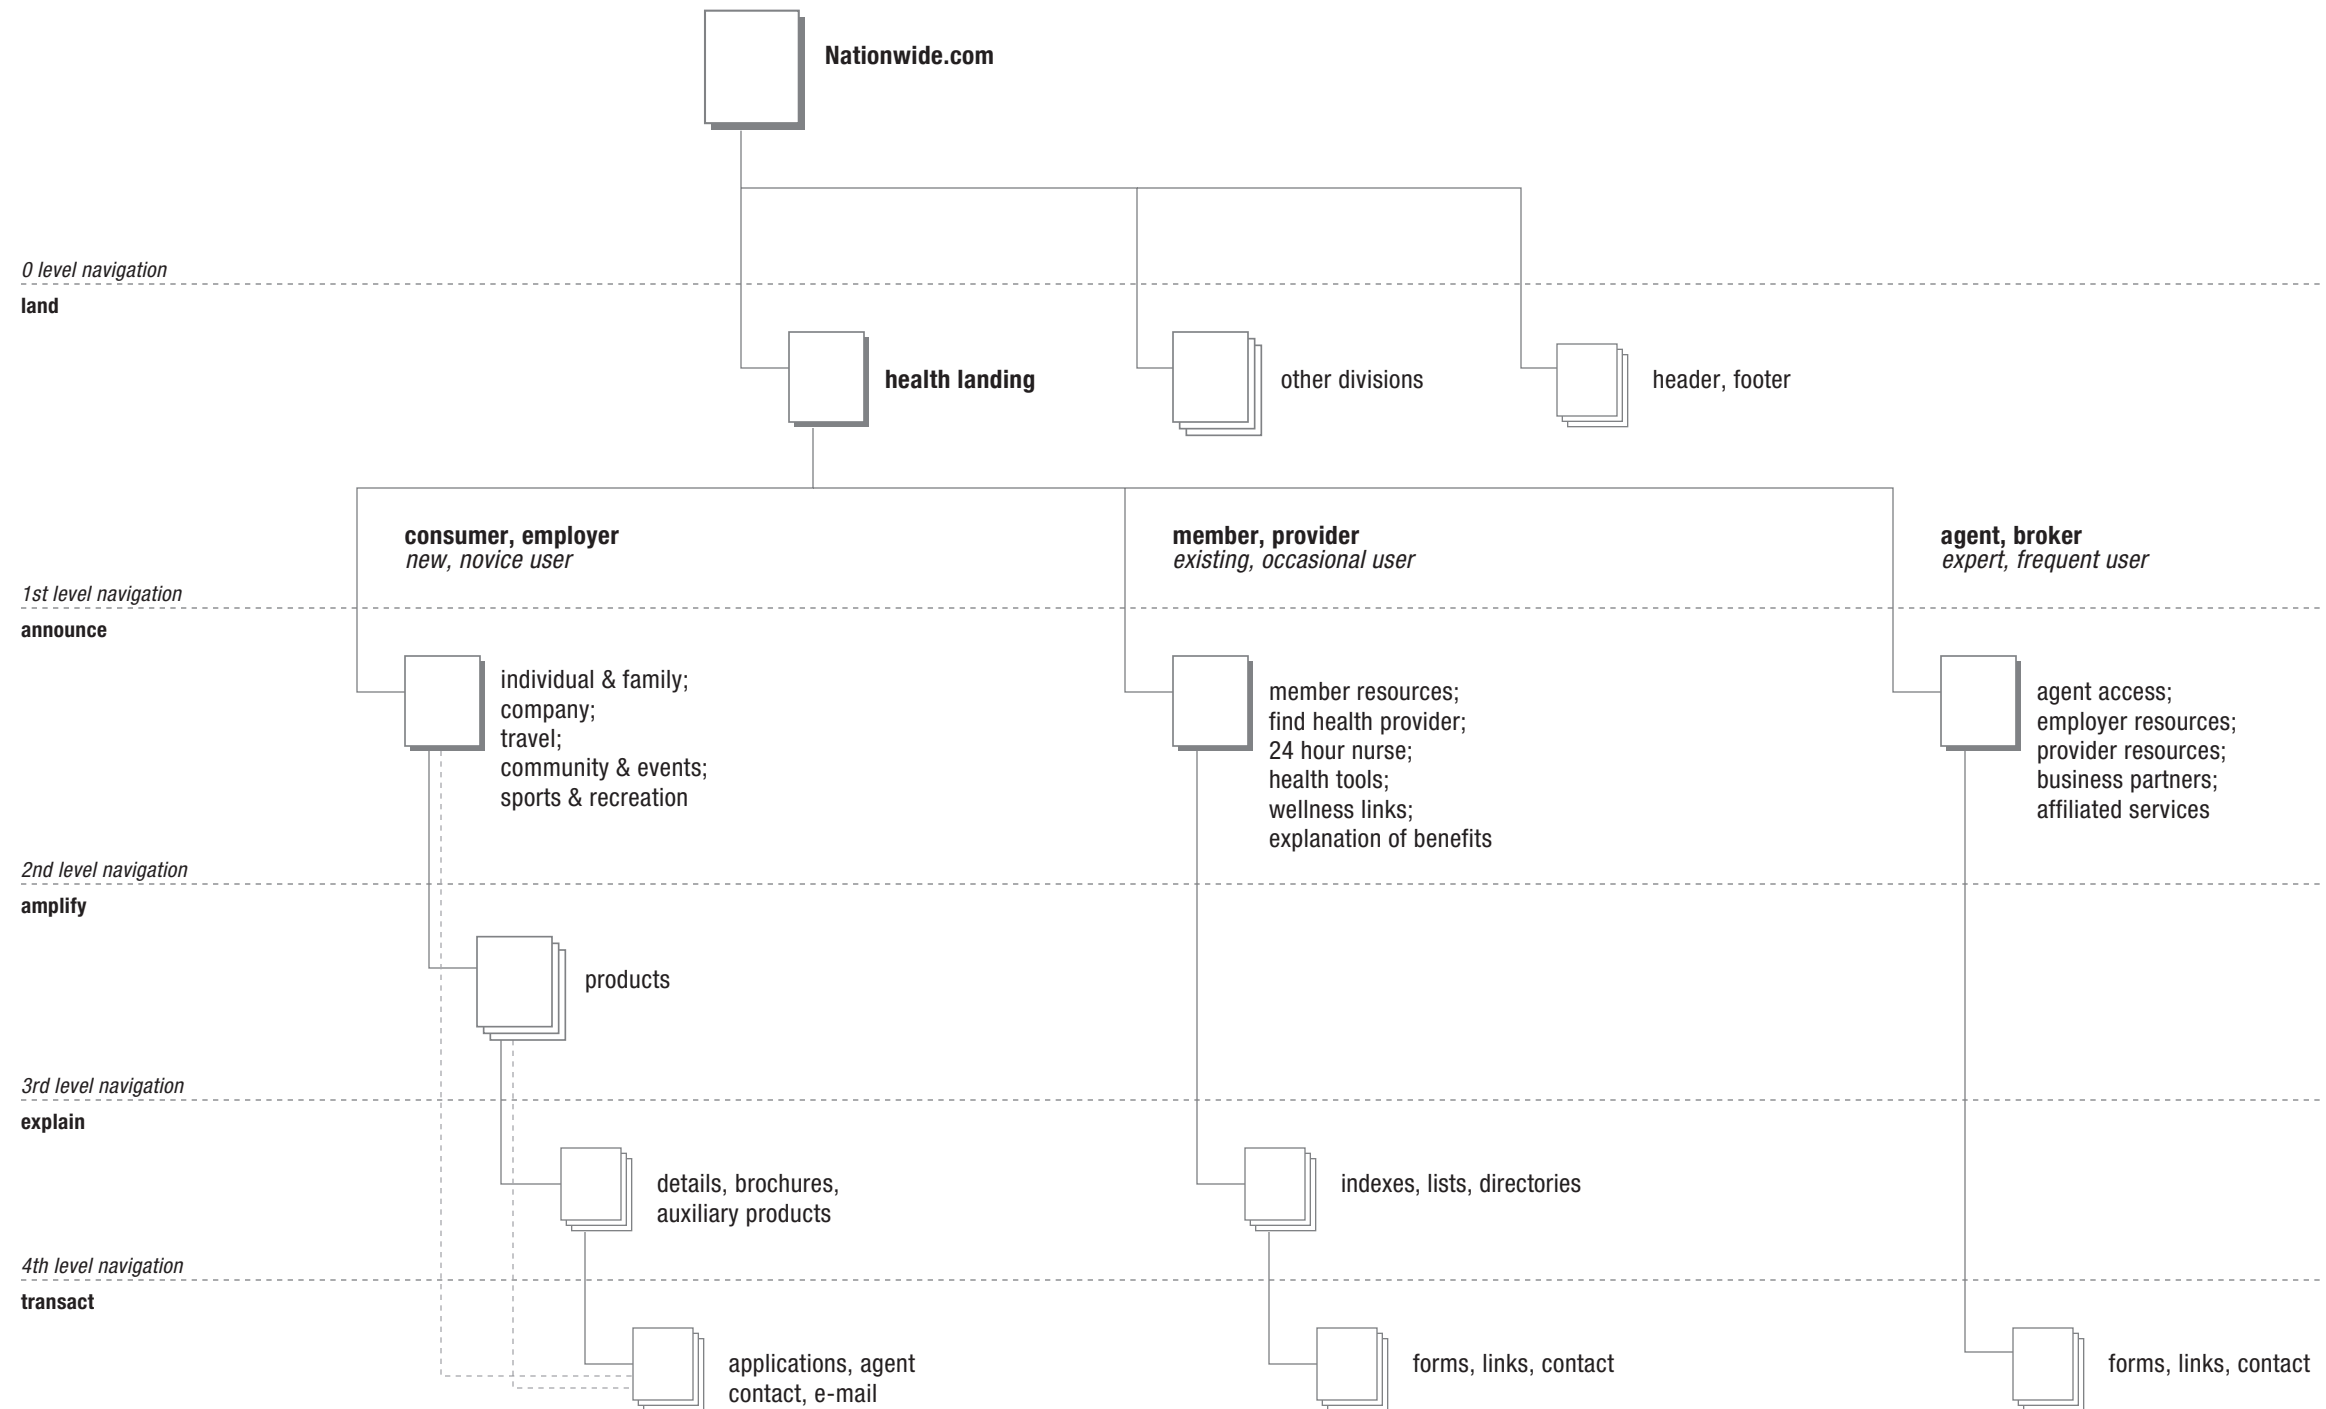 Nationwide.com
0 level navigation
land
health landing
other divisions
header, footer
consumer, employer
new, novice user
member, provider
existing, occasional user
agent, broker
expert, frequent user
1st level navigation
announce
individual & family;
company;
travel;
community & events;
sports & recreation
member resources;
find health provider;
24 hour nurse;
health tools;
wellness links;
explanation of benefits
agent access;
employer resources;
provider resources;
business partners;
affiliated services
2nd level navigation
amplify
products
3rd level navigation
explain
details, brochures,
auxiliary products
indexes, lists, directories
4th level navigation
transact
applications, agent
contact, e-mail
forms, links, contact
forms, links, contact